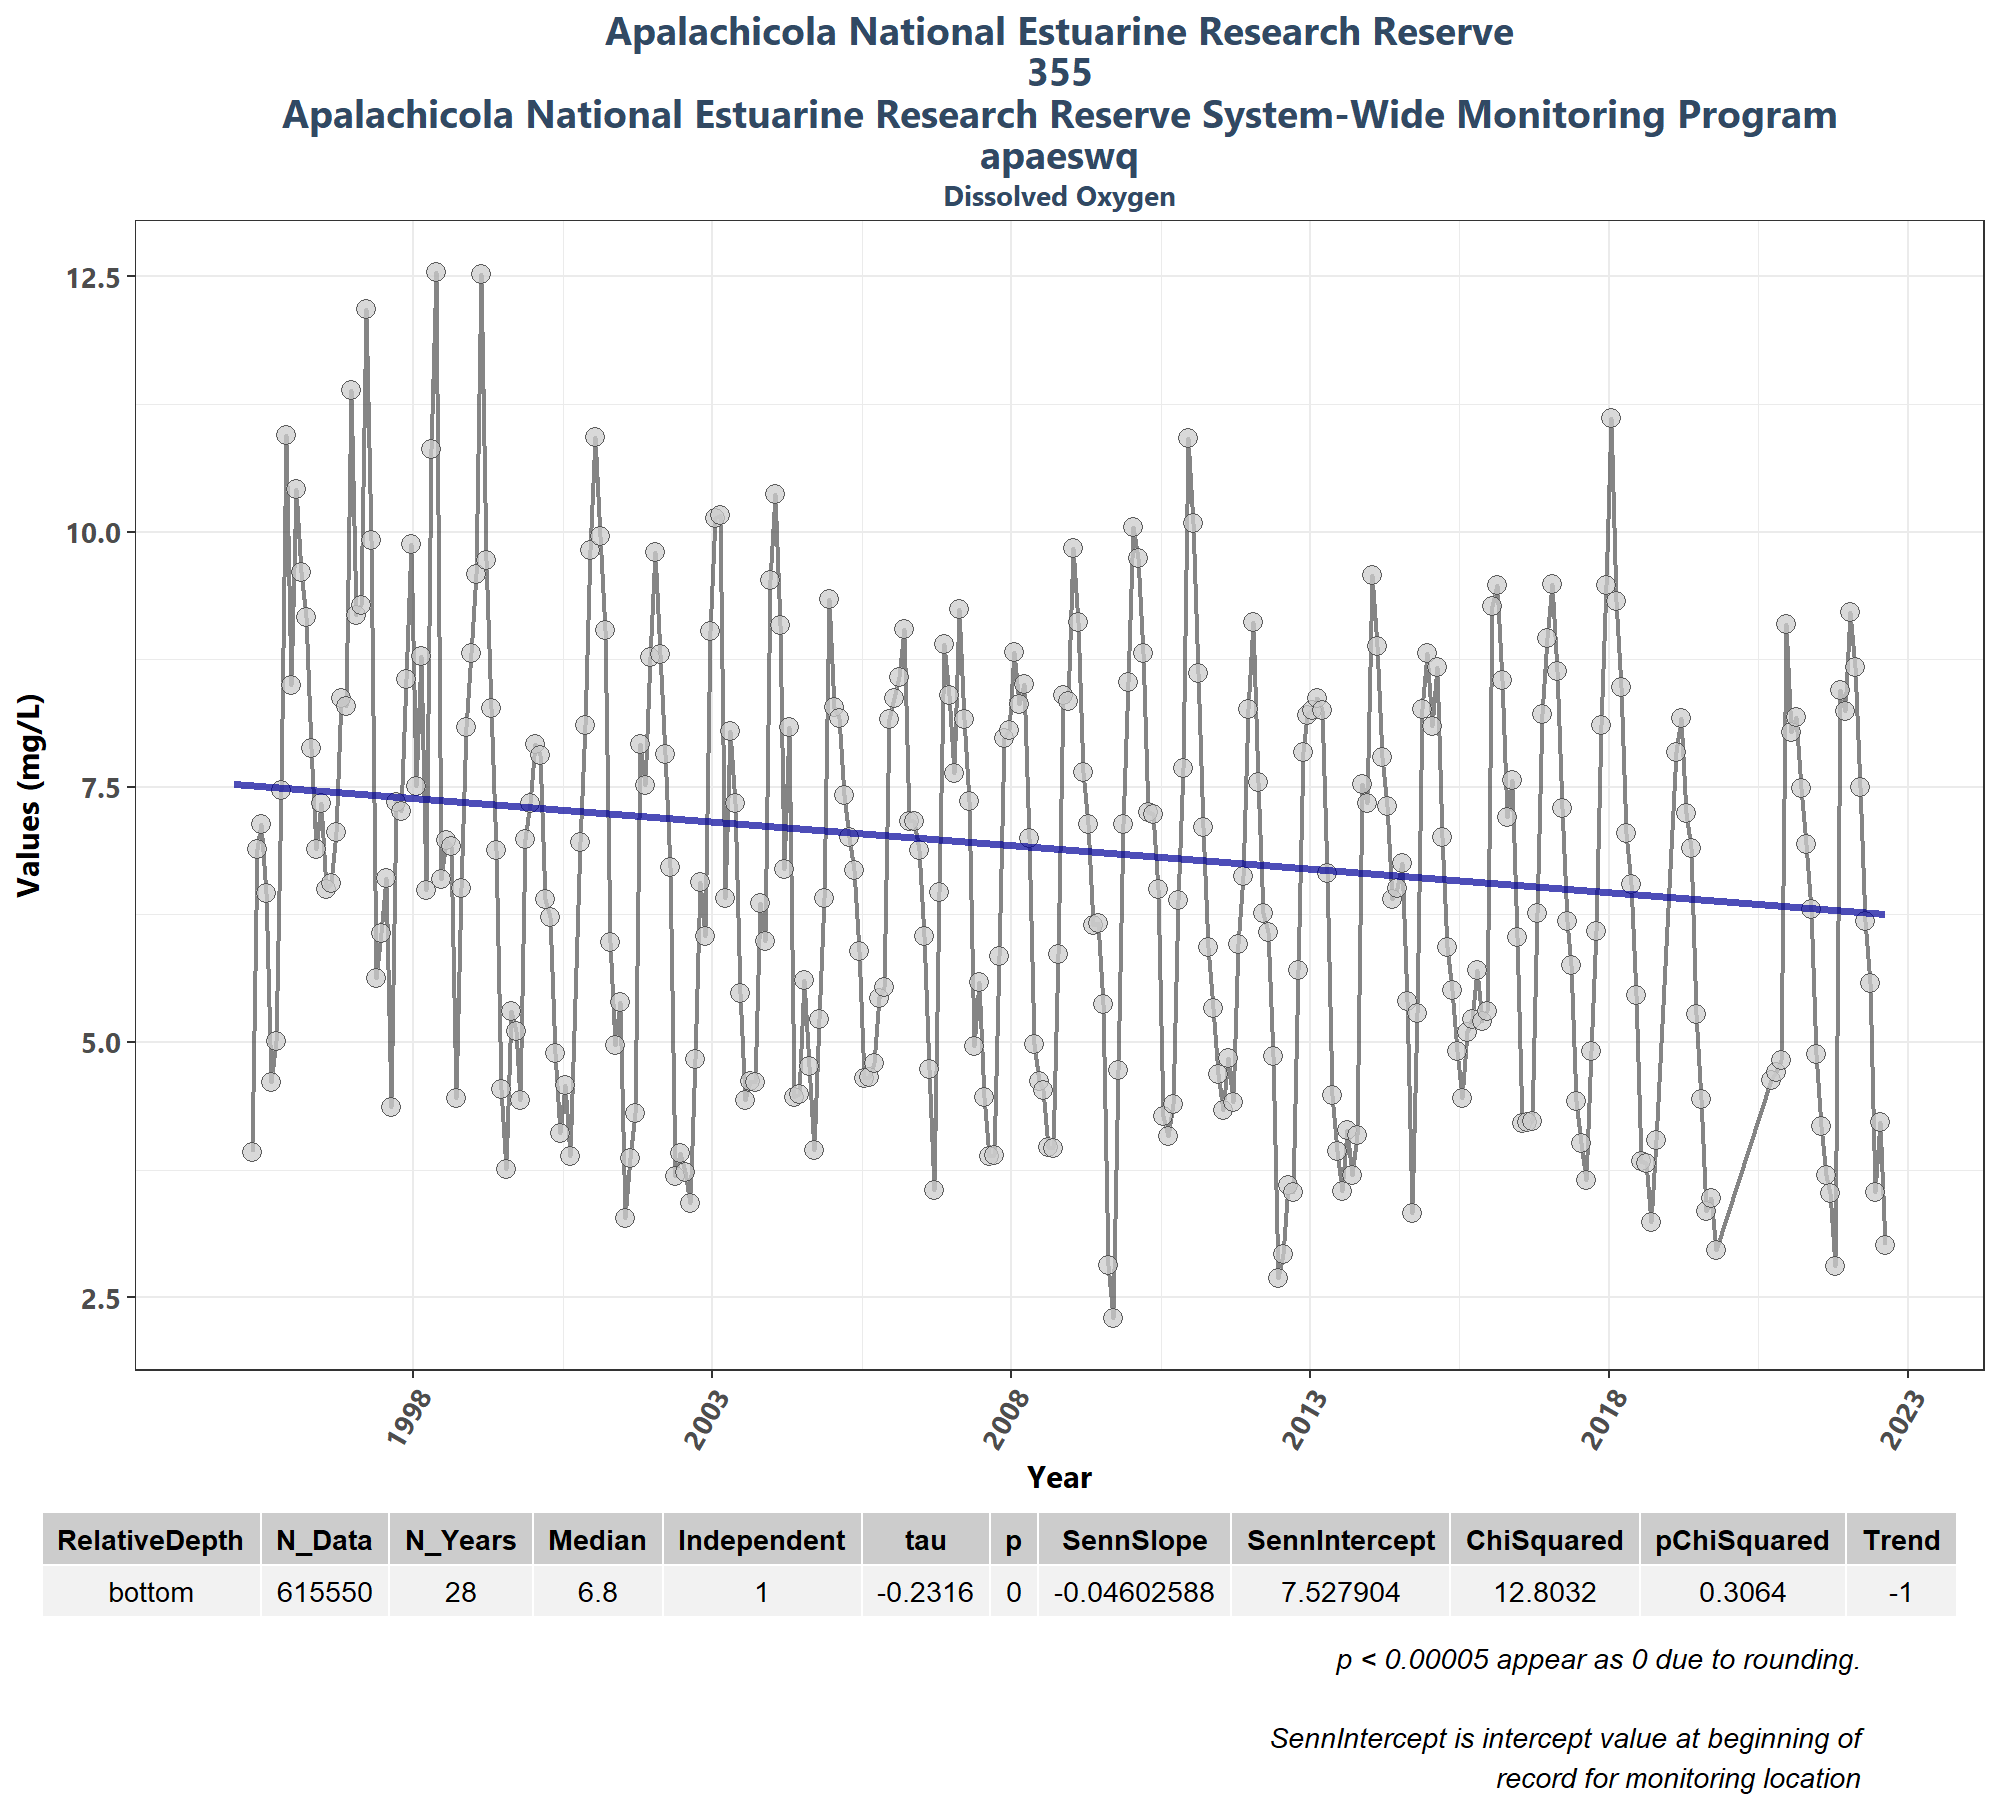 Apalachicola National Estuarine Research Reserve
355
Apalachicola National Estuarine Research Reserve System-Wide Monitoring Program
apaeswq
Dissolved Oxygen
12.5
10.0
7.5
5.0
2.5
Values (mg/L)
1998 2003 2008 2013 2018 2023
Year
RelativeDepth N_Data N_Years Median Independent tau p SennSlope SennIntercept ChiSquared pChiSquared Trend
bottom 615550 28 6.8 1 -0.2316 0 -0.04602588 7.527904 12.8032 0.3064 -1
p < 0.00005 appear as 0 due to rounding.
SennIntercept is intercept value at beginning of
record for monitoring location